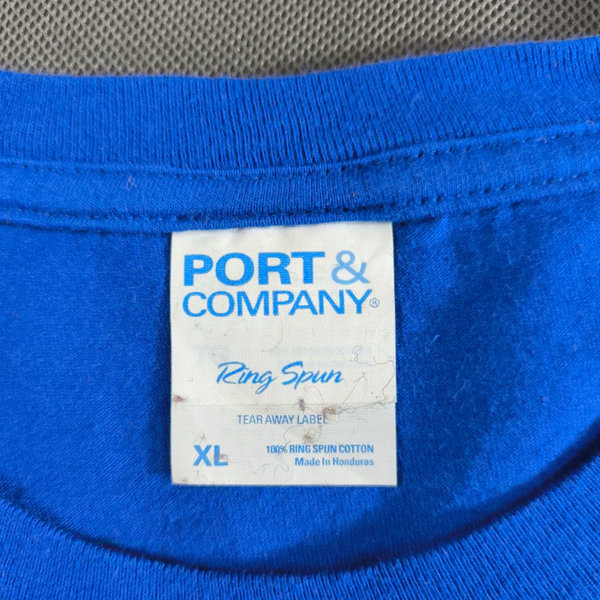 PORT &
COMPANY®
Ring Spun
TEAR AWAY LABEL
XL
100% RING SPUN COTTON
Made In Honduras